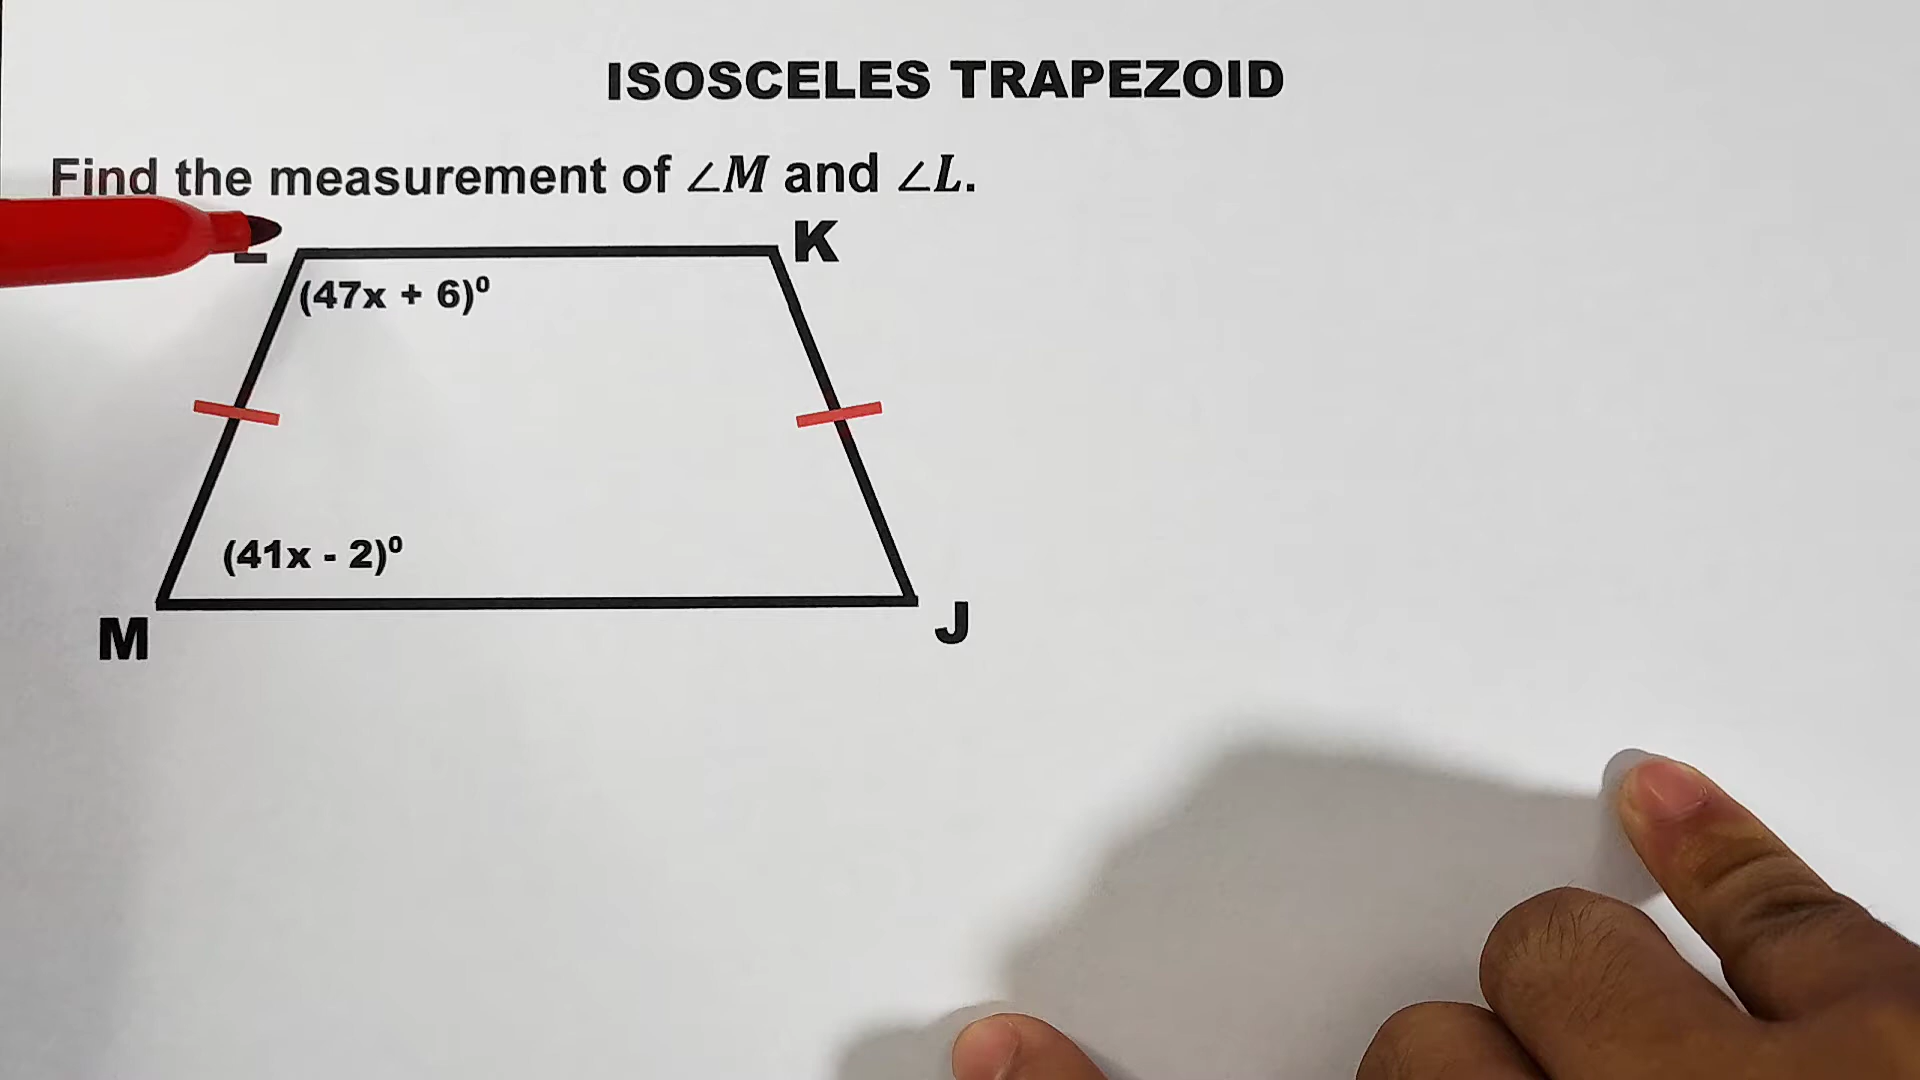 ISOSCELES TRAPEZOID
Find the measurement of ∠M and ∠L.
K
(47x + 6)⁰
(41x - 2)⁰
M
J